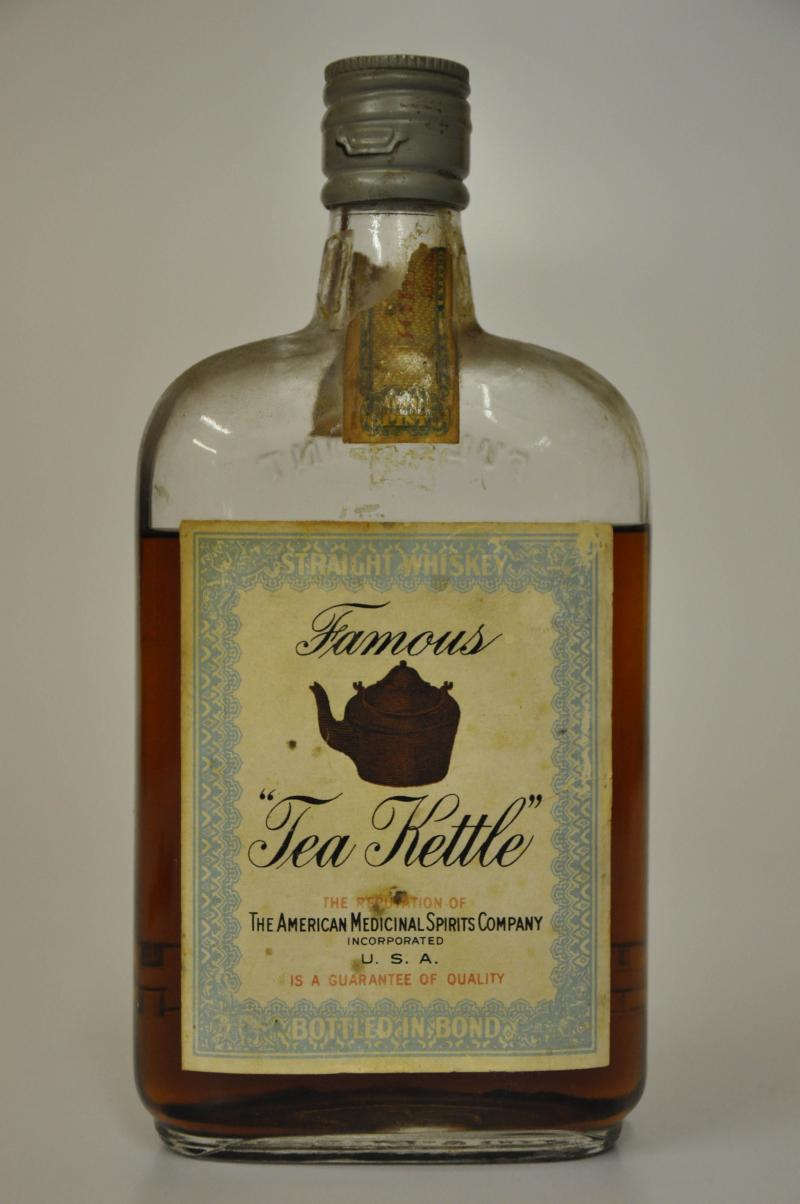 PINT
STRAIGHT WHISKEY
Famous
"Tea Kettle"
THE REPUTATION OF
THE AMERICAN MEDICINAL SPIRITS COMPANY
INCORPORATED
U. S. A.
IS A GUARANTEE OF QUALITY
BOTTLED IN BOND